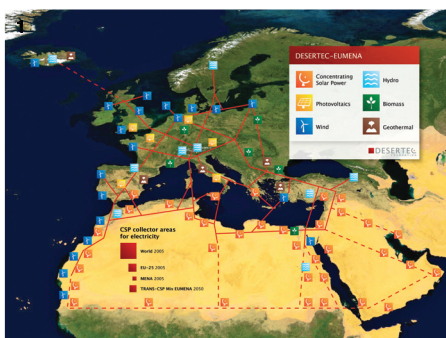 1
DESERTEC-EUMENA
Concentrating
Solar Power
Hydro
Photovoltaics
Biomass
Wind
Geothermal
DESERTEC
CSP collector areas
for electricity
World 2005
EU-25 2005
MENA 2005
TRANS-CSP Mix EUMENA 2050